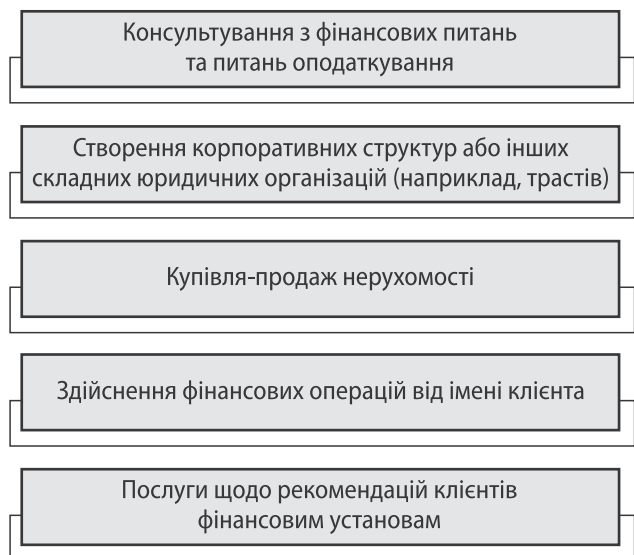 Консультування з фінансових питань
та питань оподаткування
Створення корпоративних структур або інших
складних юридичних організацій (наприклад, трастів)
Купівля-продаж нерухомості
Здійснення фінансових операцій від імені клієнта
Послуги щодо рекомендацій клієнтів
фінансовим установам